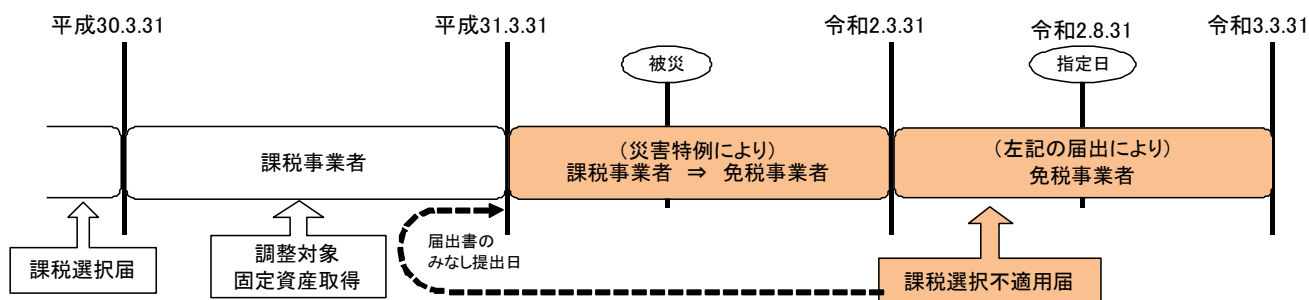 平成30.3.31
平成31.3.31
令和2.3.31
令和2.8.31
令和3.3.31
被災
指定日
課税事業者
(災害特例により)
課税事業者 ⇒ 免税事業者
(左記の届出により)
免税事業者
課税選択届
調整対象
固定資産取得
届出書の
みなし提出日
課税選択不適用届